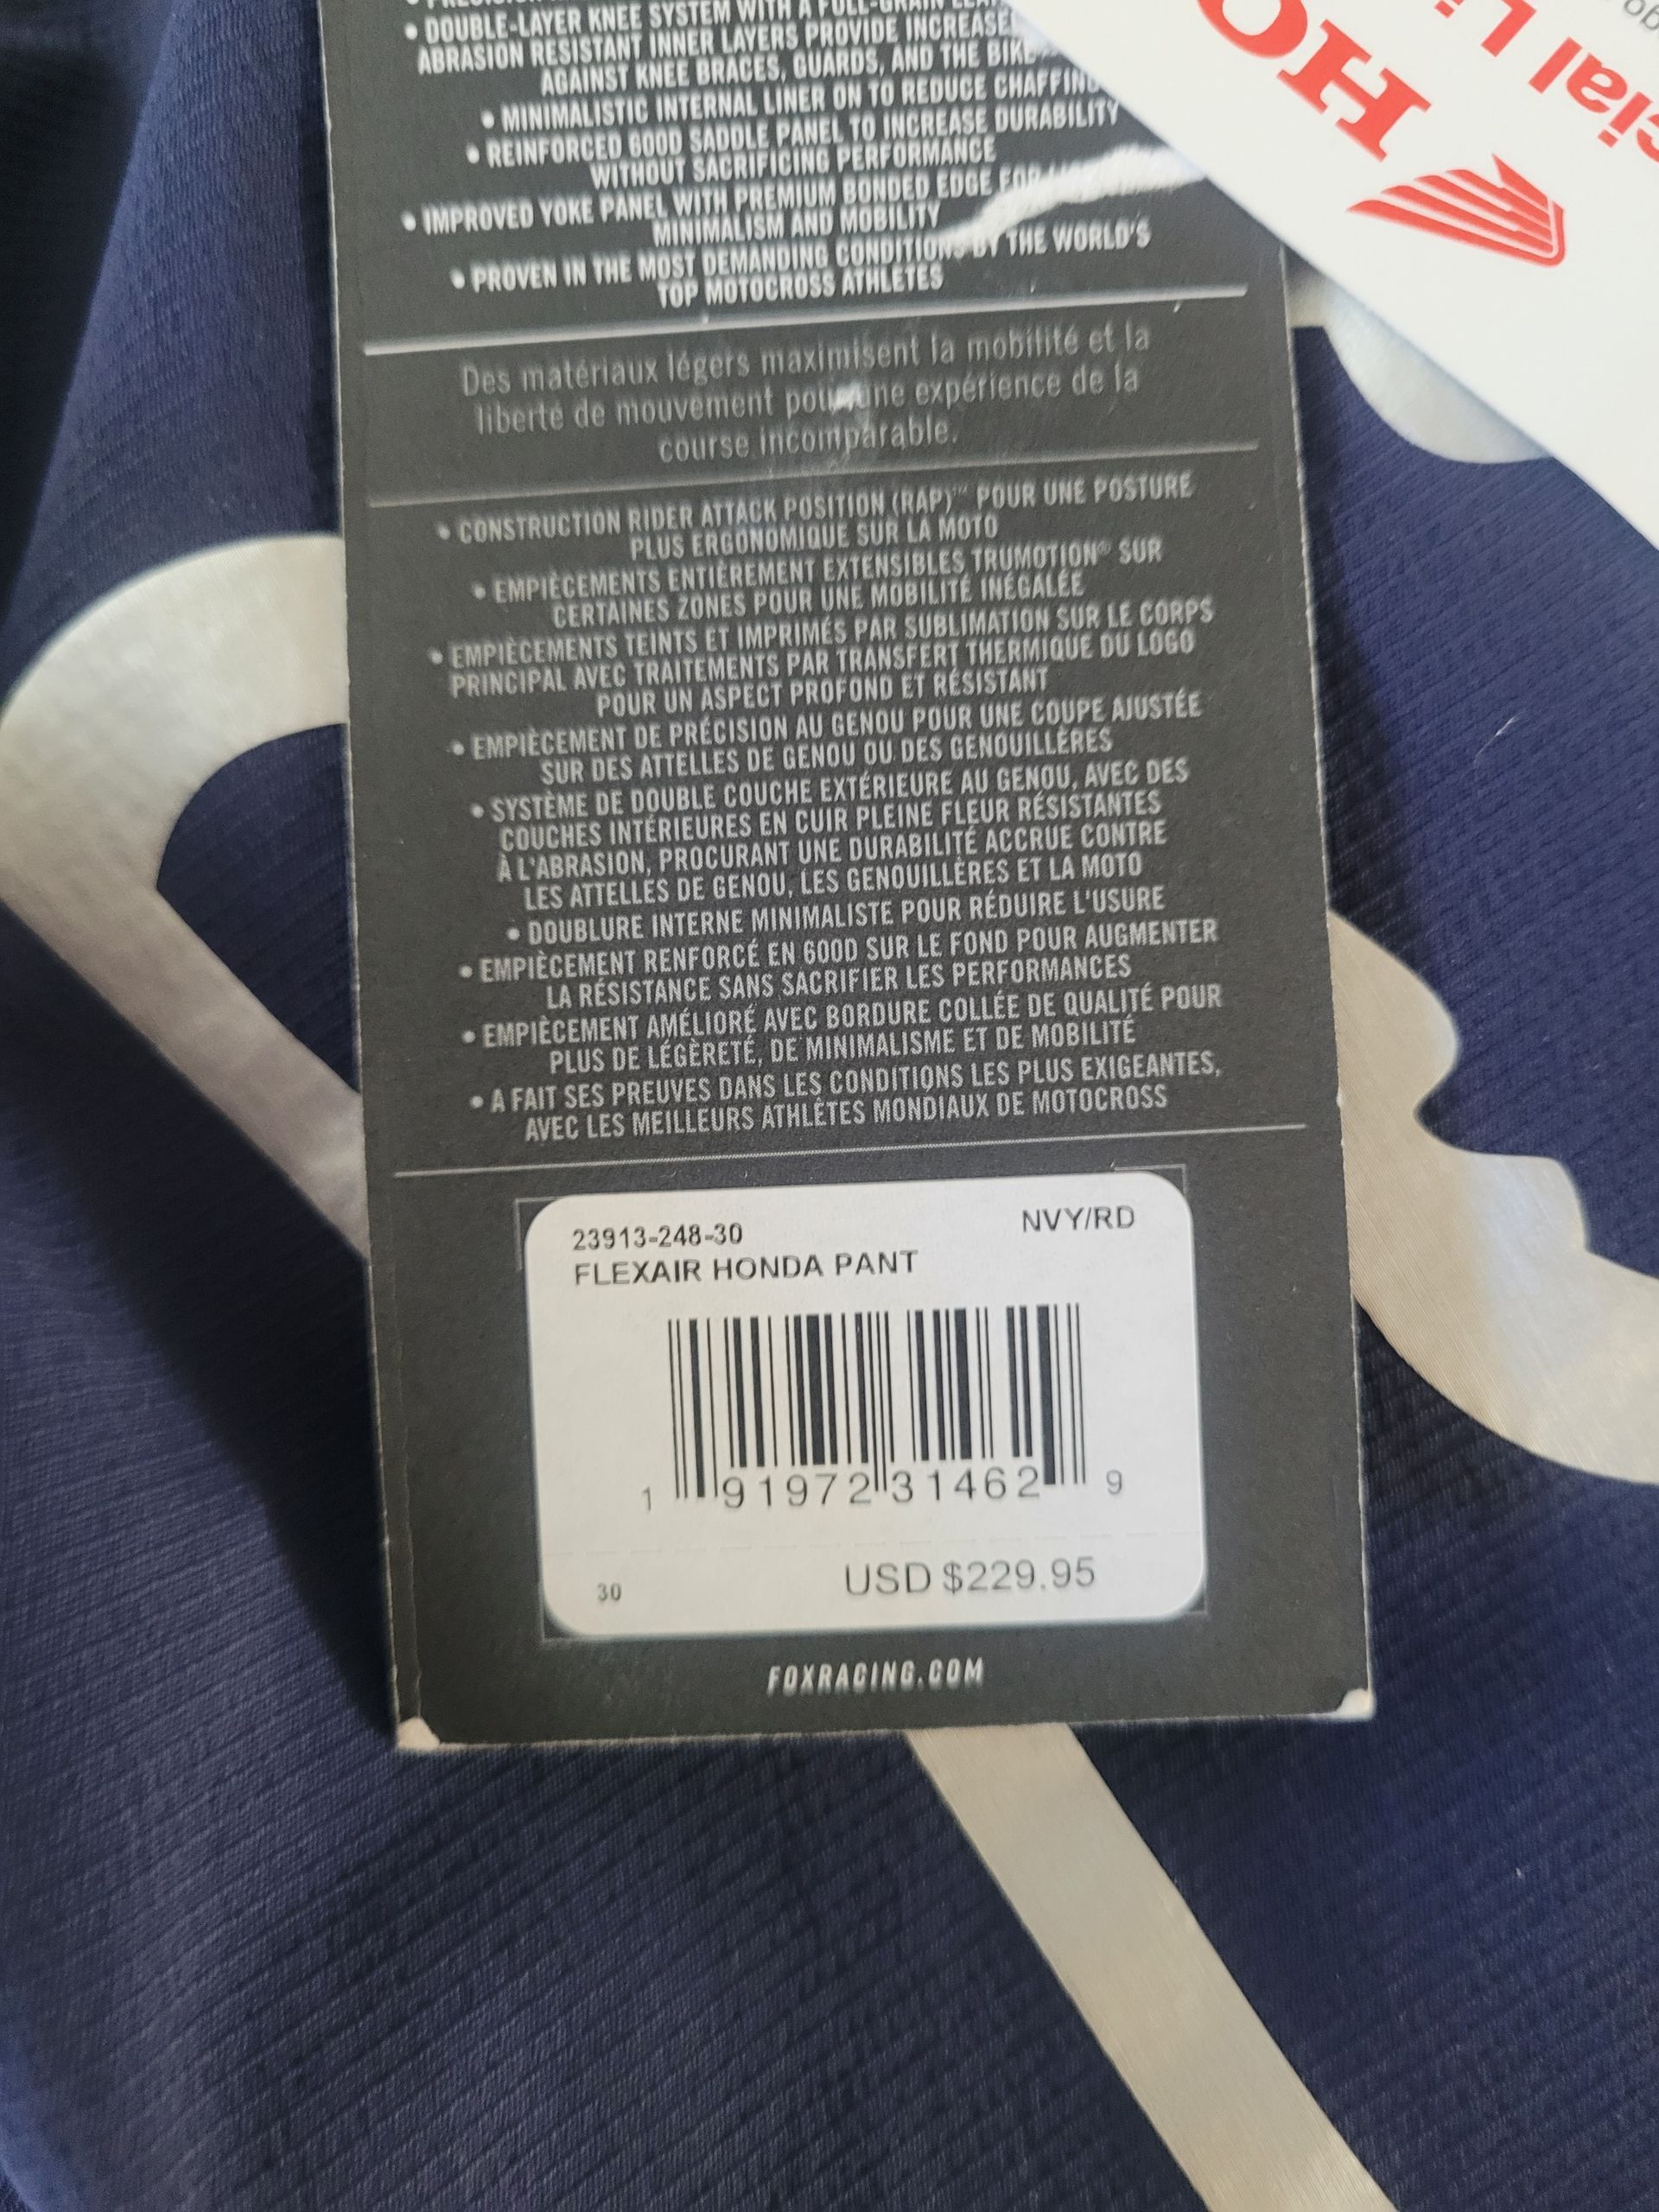 • DOUBLE-LAYER KNEE SYSTEM WITH A FULL-GRAIN
ABRASION RESISTANT INNER LAYERS PROVIDE
AGAINST KNEE BRACES, GUARDS, AND THE BIKE
• MINIMALISTIC INTERNAL LINER ON TO REDUCE CHAFFING
• REINFORCED 600D SADDLE PANEL TO INCREASE DURABILITY
WITHOUT SACRIFICING PERFORMANCE
• IMPROVED YOKE PANEL WITH PREMIUM BONDED EDGE FOR
MINIMALISM AND MOBILITY
• PROVEN IN THE MOST DEMANDING CONDITIONS BY THE WORLD'S
TOP MOTOCROSS ATHLETES
Des matériaux légers maximisent la mobilité et la
liberté de mouvement pour une expérience de la
course incomparable.
• CONSTRUCTION RIDER ATTACK POSITION (RAP)™ POUR UNE POSTURE
PLUS ERGONOMIQUE SUR LA MOTO
• EMPIÈCEMENTS ENTIÈREMENT EXTENSIBLES TRUMOTION® SUR
CERTAINES ZONES POUR UNE MOBILITÉ INÉGALÉE
• EMPIÈCEMENTS TEINTS ET IMPRIMÉS PAR SUBLIMATION SUR LE CORPS
PRINCIPAL AVEC TRAITEMENTS PAR TRANSFERT THERMIQUE DU LOGO
POUR UN ASPECT PROFOND ET RÉSISTANT
• EMPIÈCEMENT DE PRÉCISION AU GENOU POUR UNE COUPE AJUSTÉE
SUR DES ATTELLES DE GENOU OU DES GENOUILLÈRES
• SYSTÈME DE DOUBLE COUCHE EXTÉRIEURE AU GENOU, AVEC DES
COUCHES INTÉRIEURES EN CUIR PLEINE FLEUR RÉSISTANTES
À L'ABRASION, PROCURANT UNE DURABILITÉ ACCRUE CONTRE
LES ATTELLES DE GENOU, LES GENOUILLÈRES ET LA MOTO
• DOUBLURE INTERNE MINIMALISTE POUR RÉDUIRE L'USURE
• EMPIÈCEMENT RENFORCÉ EN 600D SUR LE FOND POUR AUGMENTER
LA RÉSISTANCE SANS SACRIFIER LES PERFORMANCES
• EMPIÈCEMENT AMÉLIORÉ AVEC BORDURE COLLÉE DE QUALITÉ POUR
PLUS DE LÉGÈRETÉ, DE MINIMALISME ET DE MOBILITÉ
• A FAIT SES PREUVES DANS LES CONDITIONS LES PLUS EXIGEANTES,
AVEC LES MEILLEURS ATHLÈTES MONDIAUX DE MOTOCROSS
23913-248-30 NVY/RD
FLEXAIR HONDA PANT
1 91972 31462 9
30 USD $229.95
FOXRACING.COM
HO
cial Li